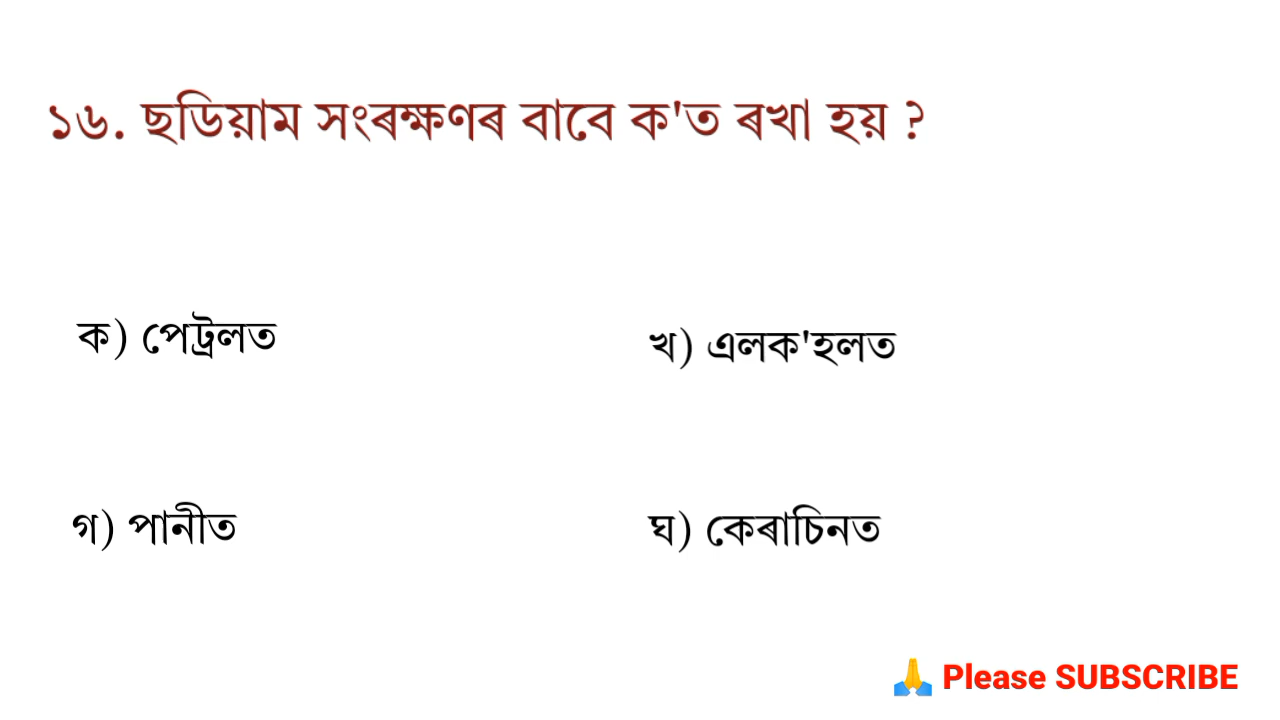 ১৬. ছডিয়াম সংৰক্ষণৰ বাবে ক'ত ৰখা হয় ?
ক) পেট্ৰলত
খ) এলক'হলত
গ) পানীত
ঘ) কেৰাচিনত
🙏 Please SUBSCRIBE